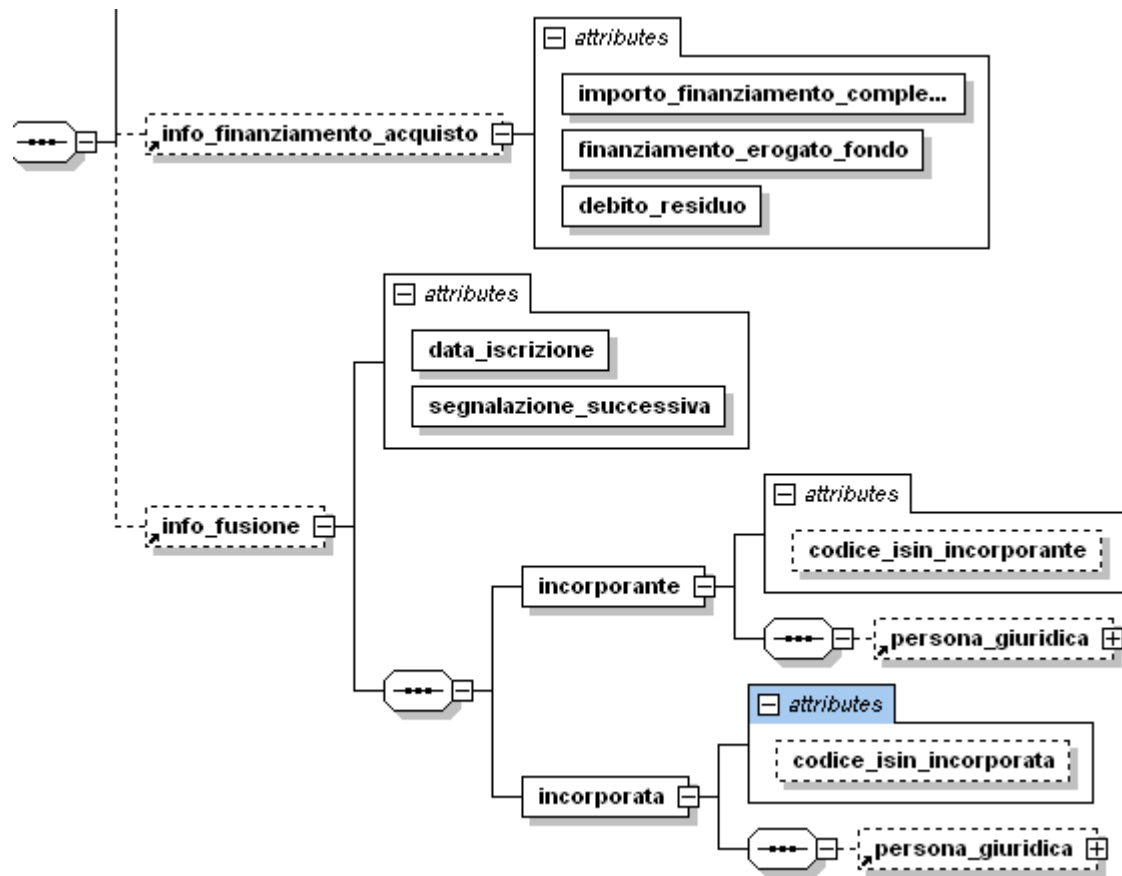 attributes
importo_finanziamento_comple...
info_finanziamento_acquisto
finanziamento_erogato_fondo
debito_residuo
attributes
data_iscrizione
segnalazione_successiva
info_fusione
attributes
codice_isin_incorporante
incorporante
persona_giuridica
attributes
codice_isin_incorporata
incorporata
persona_giuridica